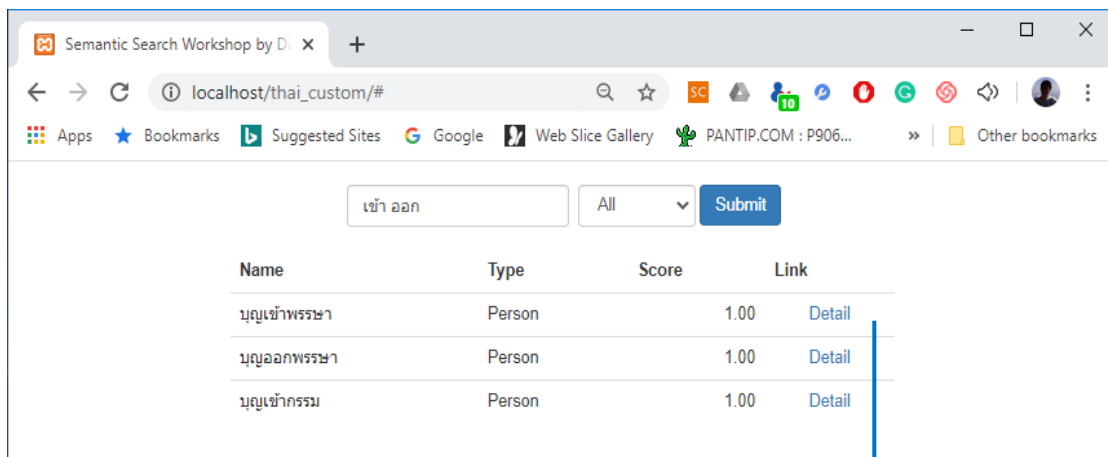 Semantic Search Workshop by Di
localhost/thai_custom/#
SC
10
G
Apps Bookmarks Suggested Sites Google Web Slice Gallery PANTIP.COM : P906... » Other bookmarks
เข้า ออก All Submit
Name Type Score Link
บุญเข้าพรรษา Person 1.00 Detail
บุญออกพรรษา Person 1.00 Detail
บุญเข้ากรรม Person 1.00 Detail